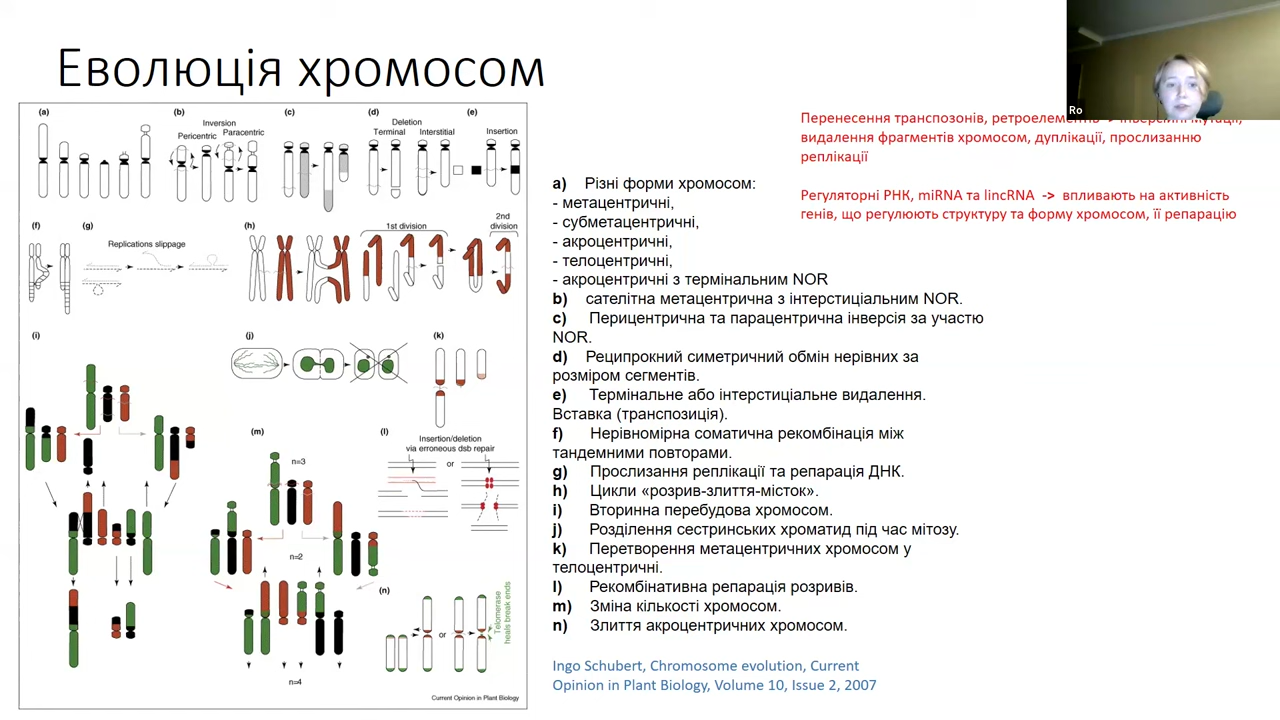 Еволюція хромосом
(a)
(b)
Inversion
Pericentric
Paracentric
(c)
(d)
Deletion
Terminal
Interstitial
(e)
Insertion
(f)
(g)
Replications slippage
(h)
1st division
2nd
division
(i)
(j)
(k)
(l)
Insertion/deletion
via erroneous dsb repair
or
(m)
n=3
n=2
n=4
(n)
or
Telomerase
heals break ends
Current Opinion in Plant Biology
Ro
Перенесення транспозонів, ретроелементів -> інверсійні мутації,
видалення фрагментів хромосом, дуплікації, прослизанню
реплікації
Регуляторні РНК, miRNA та lincRNA -> впливають на активність
генів, що регулюють структуру та форму хромосом, її репарацію
a) Різні форми хромосом:
- метацентричні,
- субметацентричні,
- акроцентричні,
- телоцентричні,
- акроцентричні з термінальним NOR
b) сателітна метацентрична з інтерстиціальним NOR.
c) Перицентрична та парацентрична інверсія за участю
NOR.
d) Реципрокний симетричний обмін нерівних за
розміром сегментів.
e) Термінальне або інтерстиціальне видалення.
Вставка (транспозиція).
f) Нерівномірна соматична рекомбінація між
тандемними повторами.
g) Прослизання реплікації та репарація ДНК.
h) Цикли «розрив-злиття-місток».
i) Вторинна перебудова хромосом.
j) Розділення сестринських хроматид під час мітозу.
k) Перетворення метацентричних хромосом у
телоцентричні.
l) Рекомбінативна репарація розривів.
m) Зміна кількості хромосом.
n) Злиття акроцентричних хромосом.
Ingo Schubert, Chromosome evolution, Current
Opinion in Plant Biology, Volume 10, Issue 2, 2007